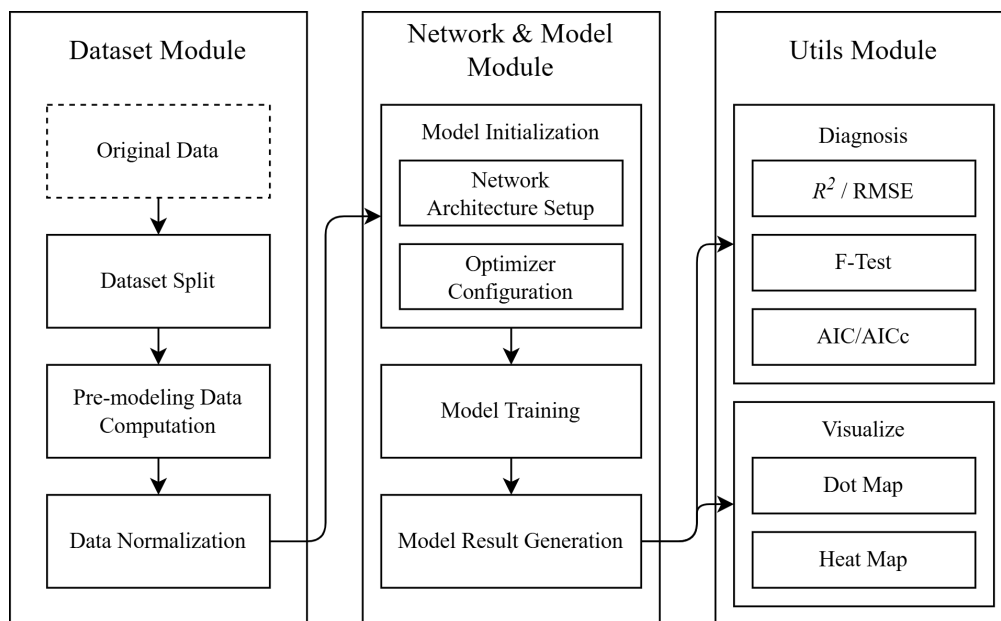 Dataset Module
Original Data
Dataset Split
Pre-modeling Data
Computation
Data Normalization
Network & Model
Module
Model Initialization
Network
Architecture Setup
Optimizer
Configuration
Model Training
Model Result Generation
Utils Module
Diagnosis
R² / RMSE
F-Test
AIC/AICc
Visualize
Dot Map
Heat Map